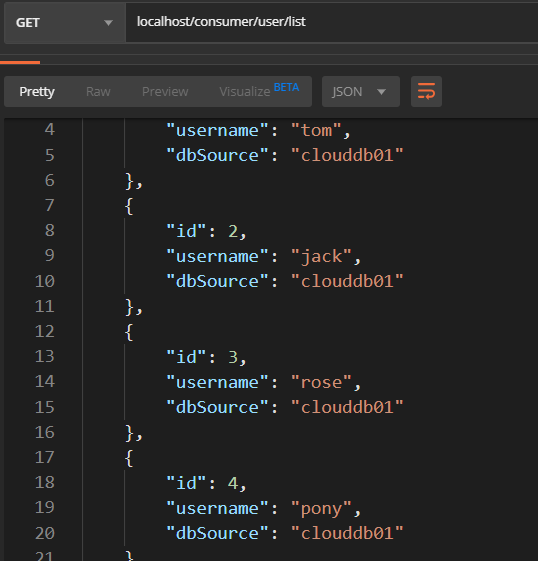 GET localhost/consumer/user/list
Pretty Raw Preview Visualize BETA JSON
4 "username": "tom",
5 "dbSource": "clouddb01"
6 },
7 {
8 "id": 2,
9 "username": "jack",
10 "dbSource": "clouddb01"
11 },
12 {
13 "id": 3,
14 "username": "rose",
15 "dbSource": "clouddb01"
16 },
17 {
18 "id": 4,
19 "username": "pony",
20 "dbSource": "clouddb01"
21 }